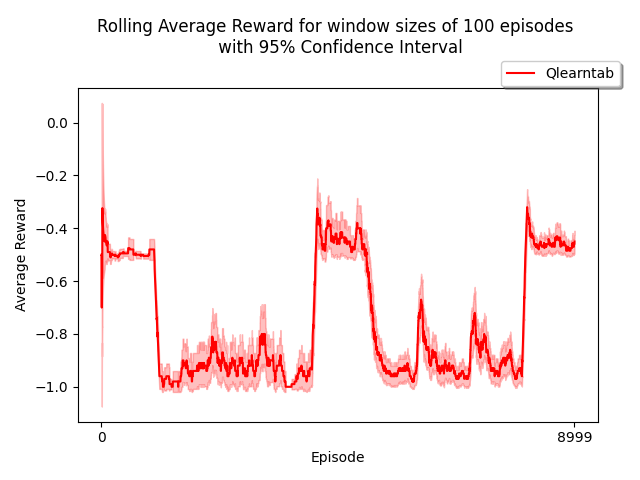 Rolling Average Reward for window sizes of 100 episodes
with 95% Confidence Interval
Qlearntab
0.0
−0.2
−0.4
−0.6
−0.8
−1.0
Average Reward
0
8999
Episode